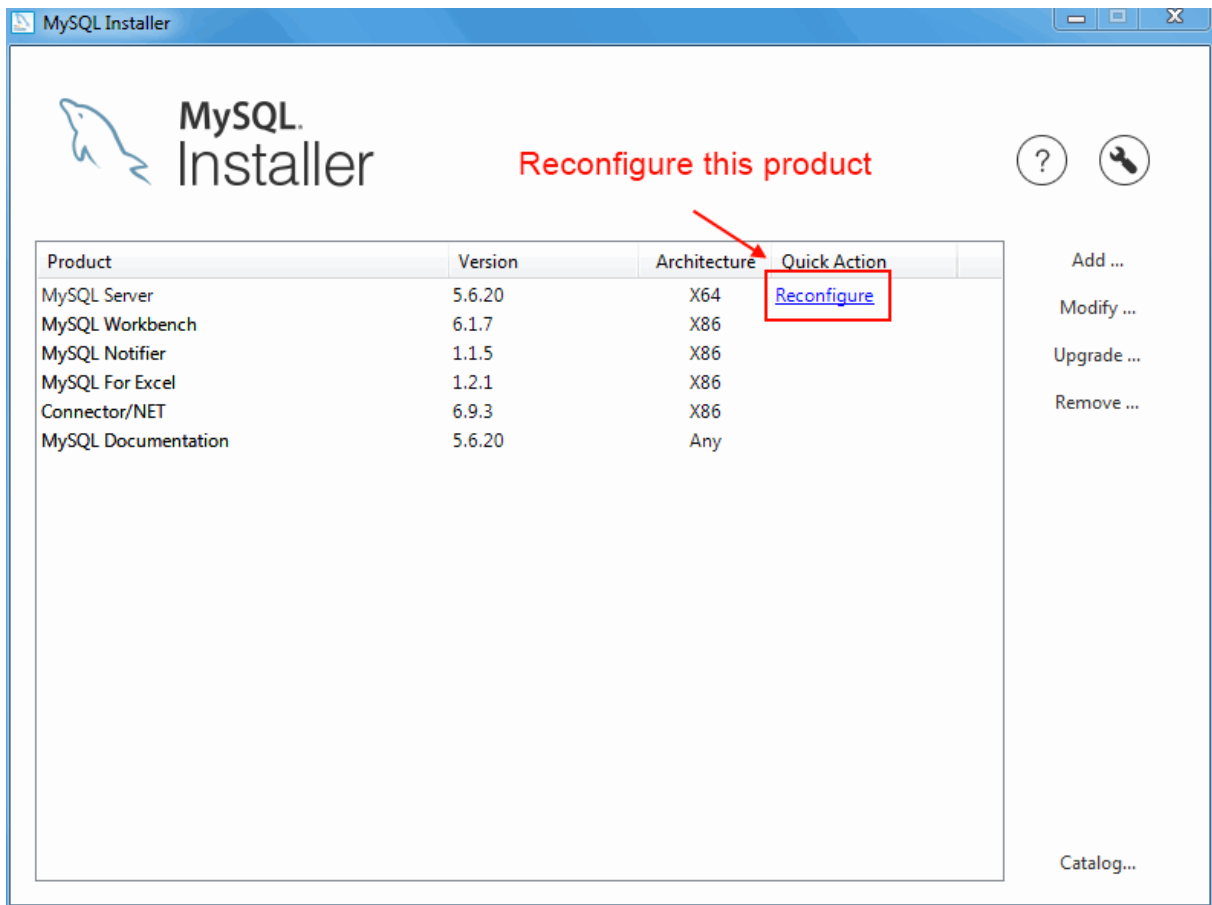 MySQL Installer
MySQL.
Installer
Reconfigure this product
?
Product Version Architecture Quick Action
MySQL Server 5.6.20 X64 Reconfigure
MySQL Workbench 6.1.7 X86
MySQL Notifier 1.1.5 X86
MySQL For Excel 1.2.1 X86
Connector/NET 6.9.3 X86
MySQL Documentation 5.6.20 Any
Add ...
Modify ...
Upgrade ...
Remove ...
Catalog...